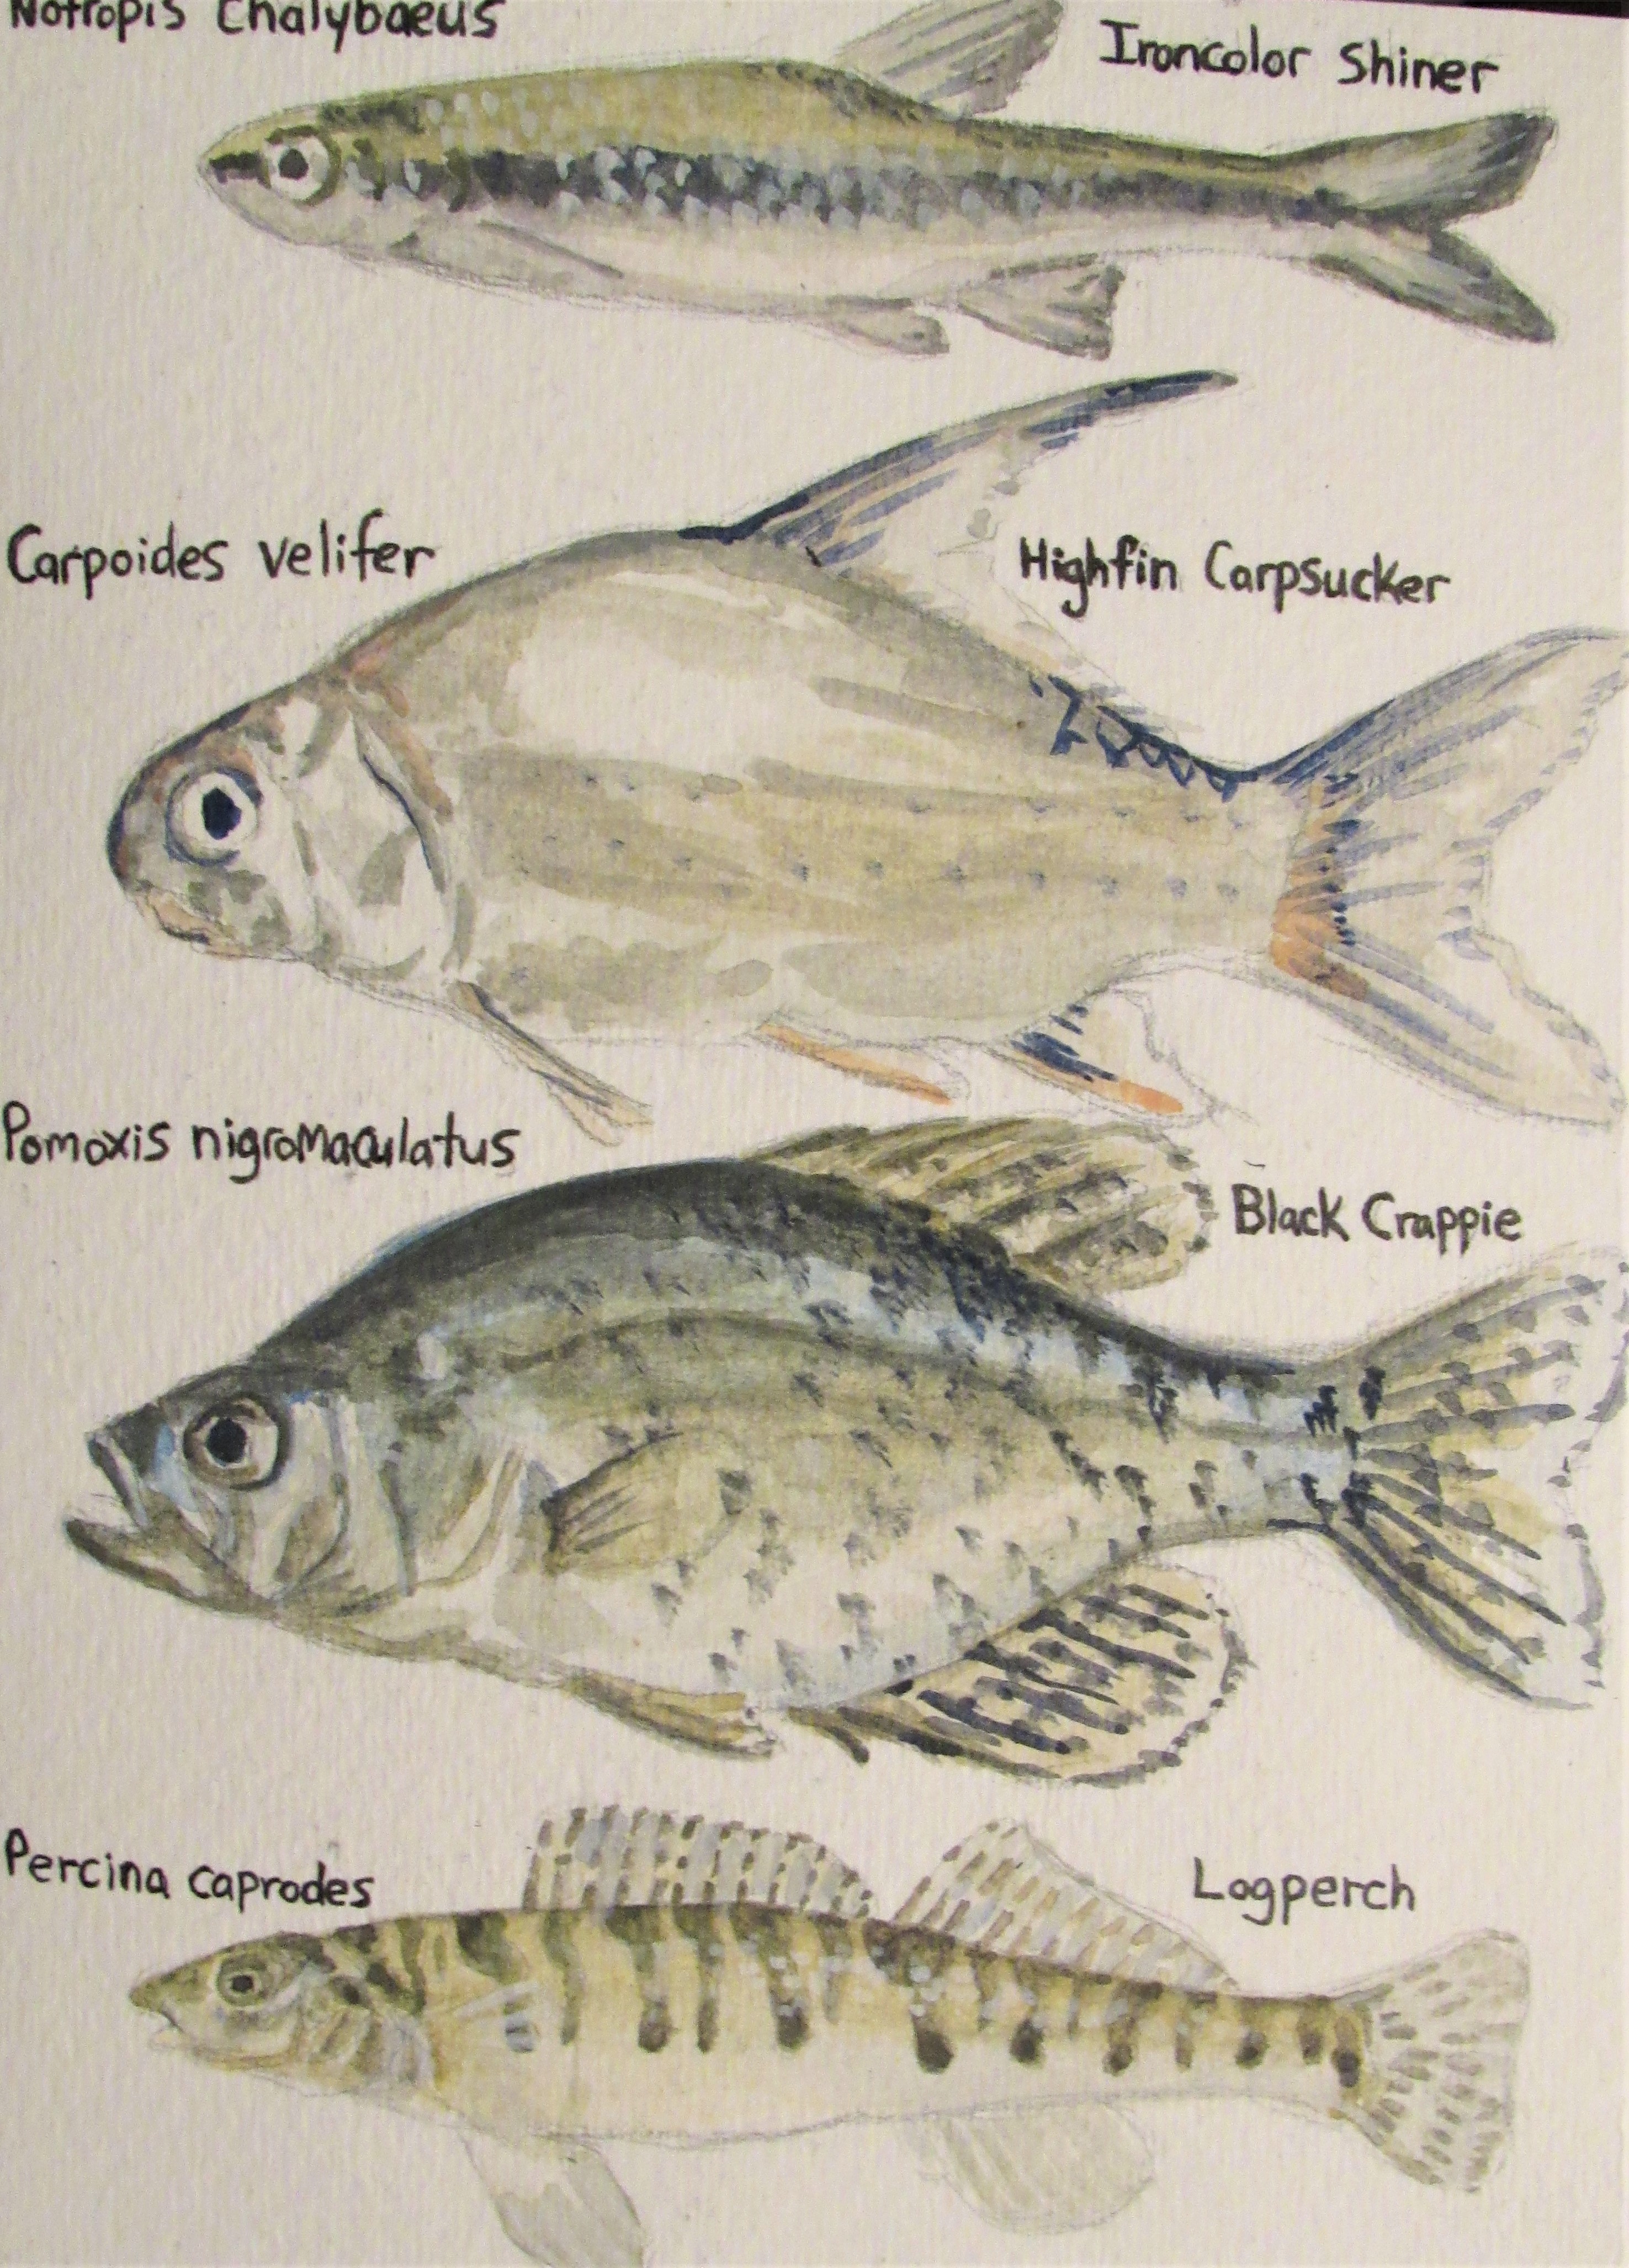 Notropis Chalybaeus
Ironcolor Shiner
Carpoides velifer
Highfin Carpsucker
Pomoxis nigromaculatus
Black Crappie
Percina caprodes
Logperch